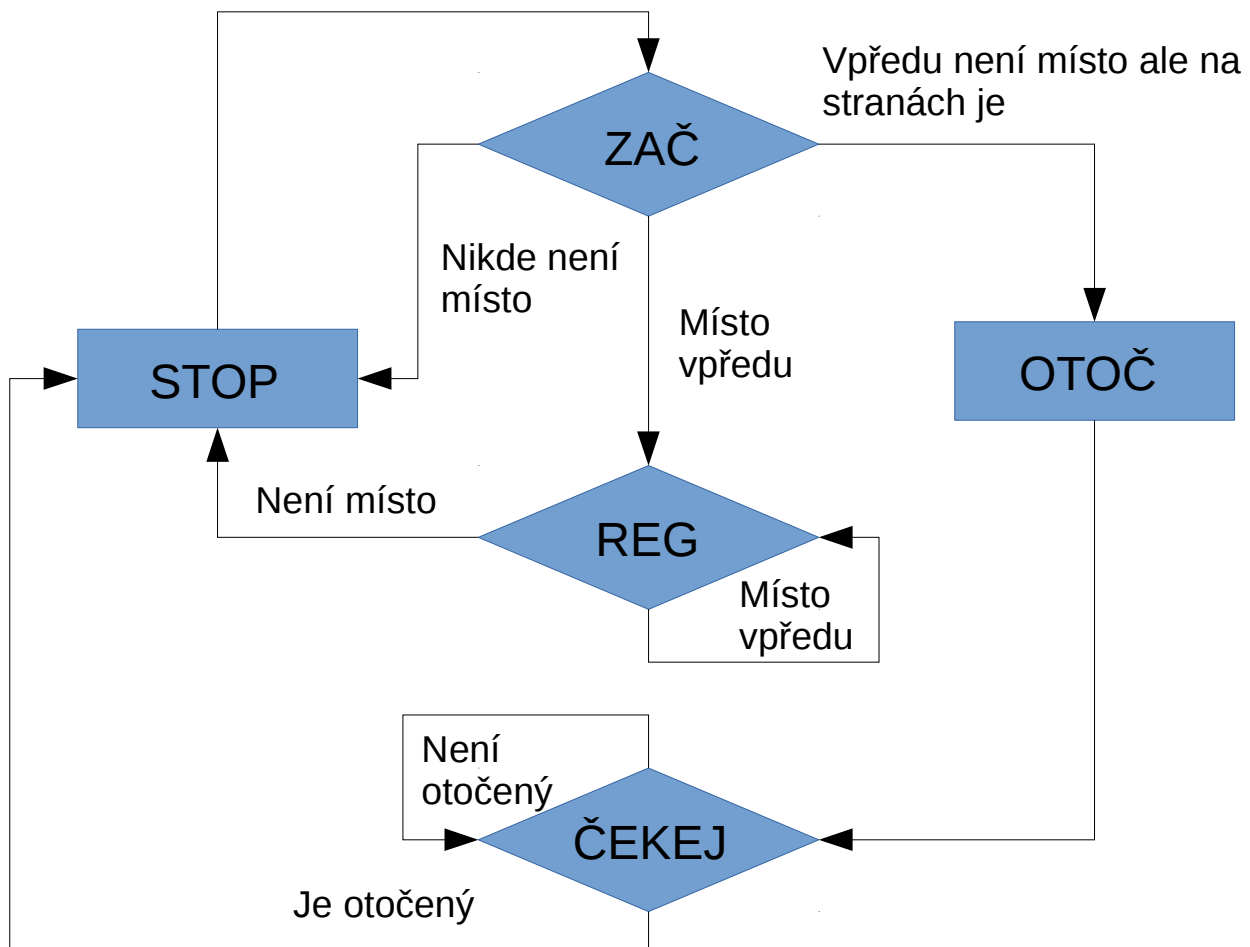 Vpředu není místo ale na
stranách je
ZAČ
Nikde není
místo
Místo
vpředu
STOP
OTOČ
Není místo
REG
Místo
vpředu
Není
otočený
ČEKEJ
Je otočený